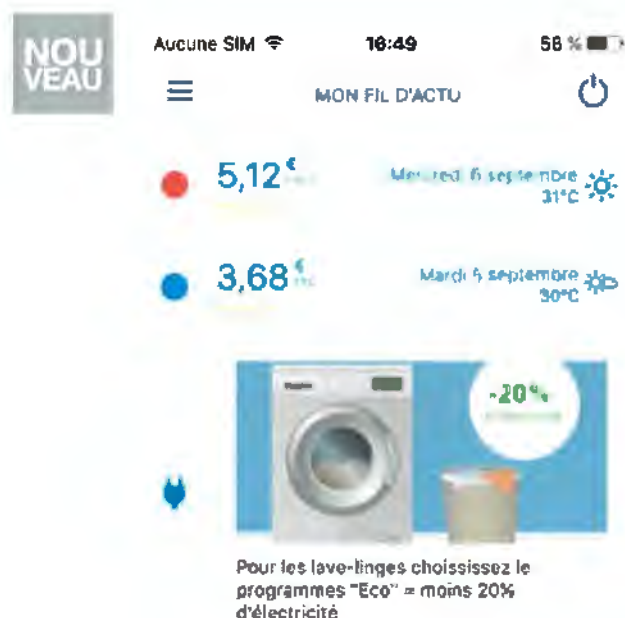 NOU
VEAU
Aucune SIM 16:49 58 %
MON FIL D'ACTU
5,12 €
Mercredi 6 septembre
31°C
3,68 €
Mardi 5 septembre
30°C
-20%
Pour les lave-linges choississez le
programmes "Eco" = moins 20%
d'électricité